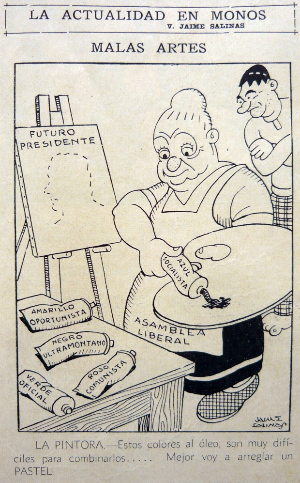 LA ACTUALIDAD EN MONOS
V. JAIME SALINAS
MALAS ARTES
FUTURO
PRESIDENTE
AZUL
SOCIALISTA
ASAMBLEA
LIBERAL
AMARILLO
OPORTUNISTA
NEGRO
ULTRAMONTANO
ROJO
COMUNISTA
VERDE
OFICIAL
JAIME
SALINAS
LA PINTORA.—Estos colores al óleo, son muy difí-
ciles para combinarlos..... Mejor voy a arreglar un
PASTEL